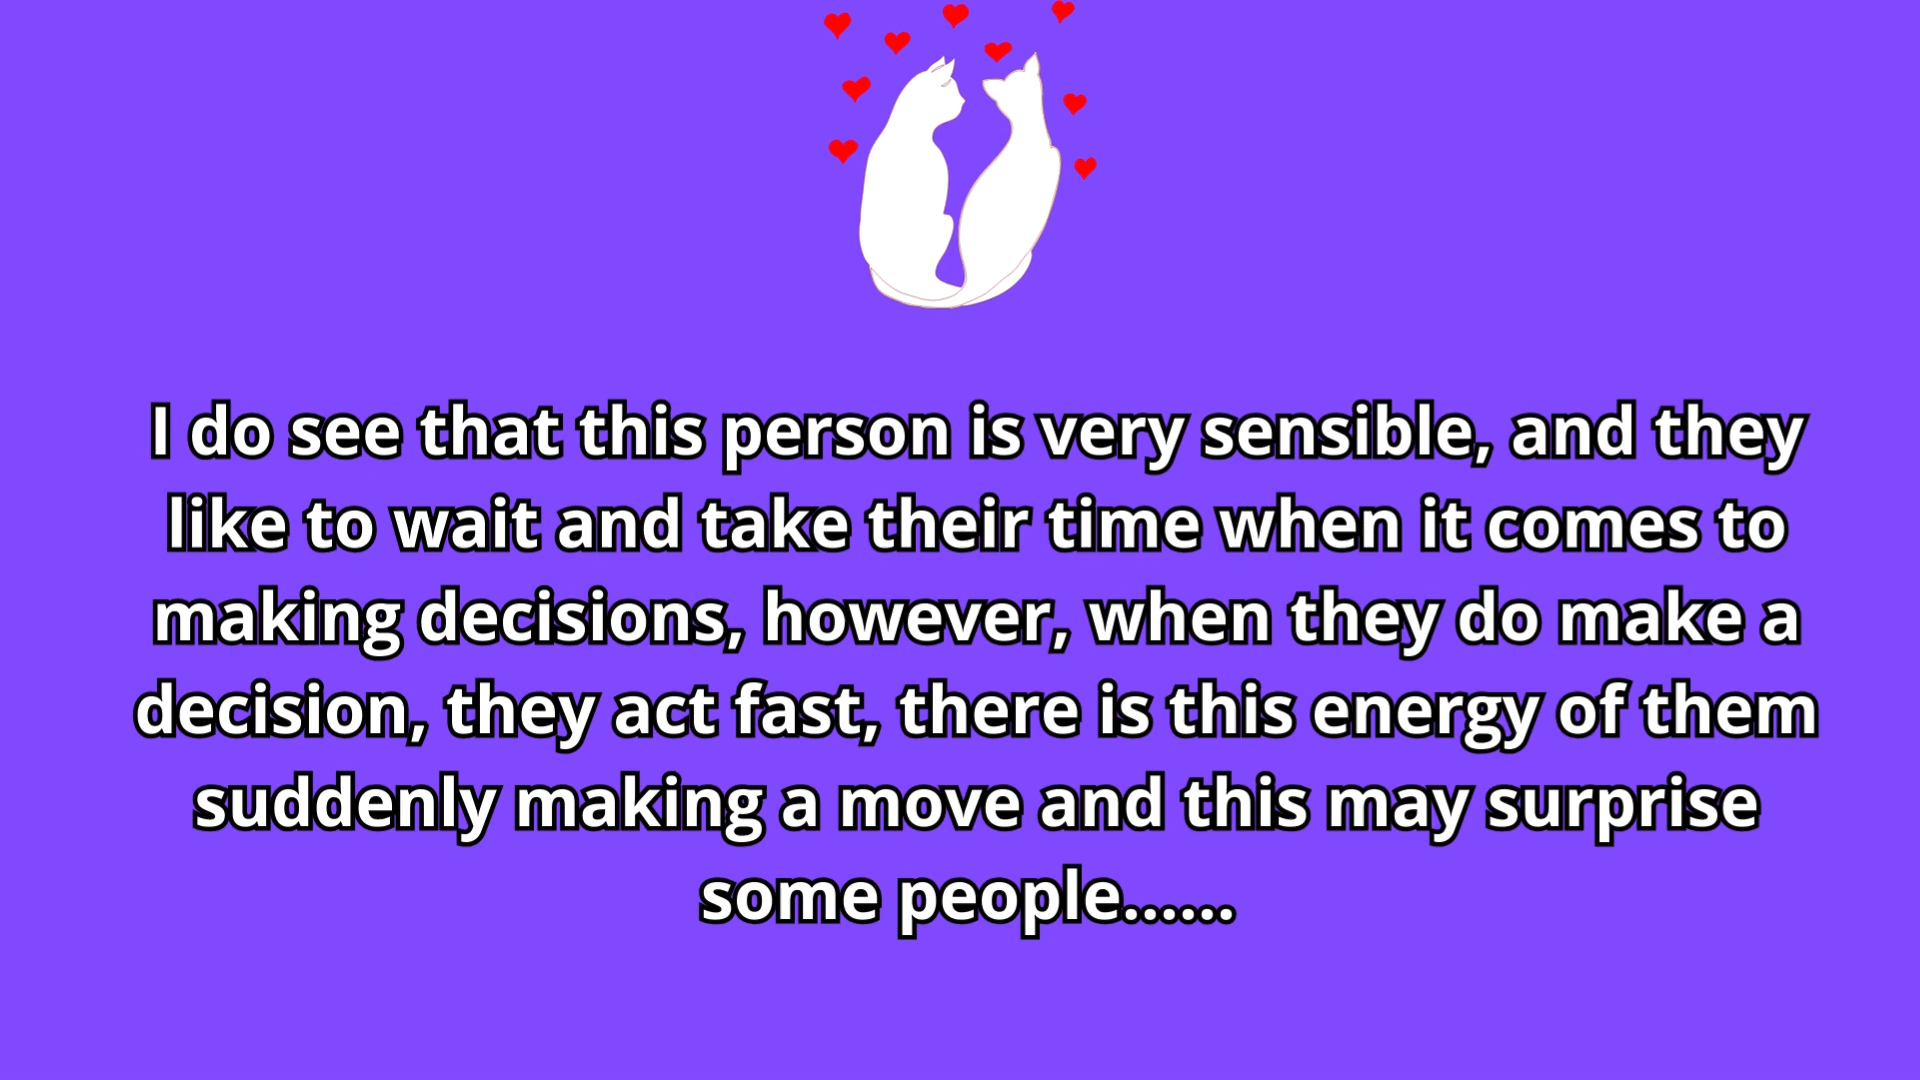 I do see that this person is very sensible, and they
like to wait and take their time when it comes to
making decisions, however, when they do make a
decision, they act fast, there is this energy of them
suddenly making a move and this may surprise
some people......